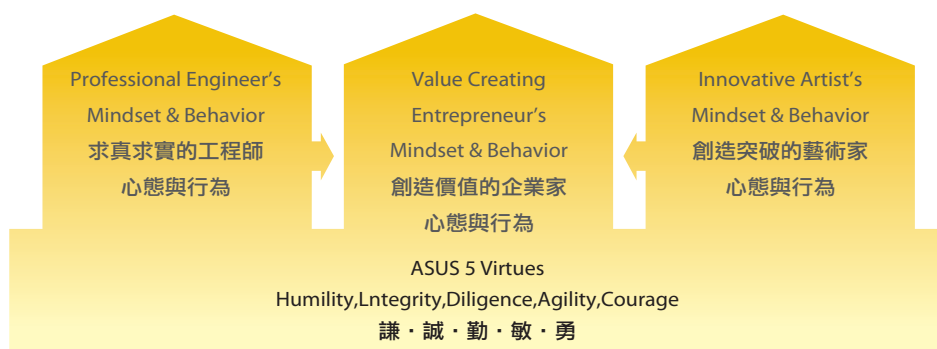 Professional Engineer’s
Mindset & Behavior
求真求實的工程師
心態與行為
Value Creating
Entrepreneur’s
Mindset & Behavior
創造價值的企業家
心態與行為
Innovative Artist’s
Mindset & Behavior
創造突破的藝術家
心態與行為
ASUS 5 Virtues
Humility,Lntegrity,Diligence,Agility,Courage
謙・誠・勤・敏・勇